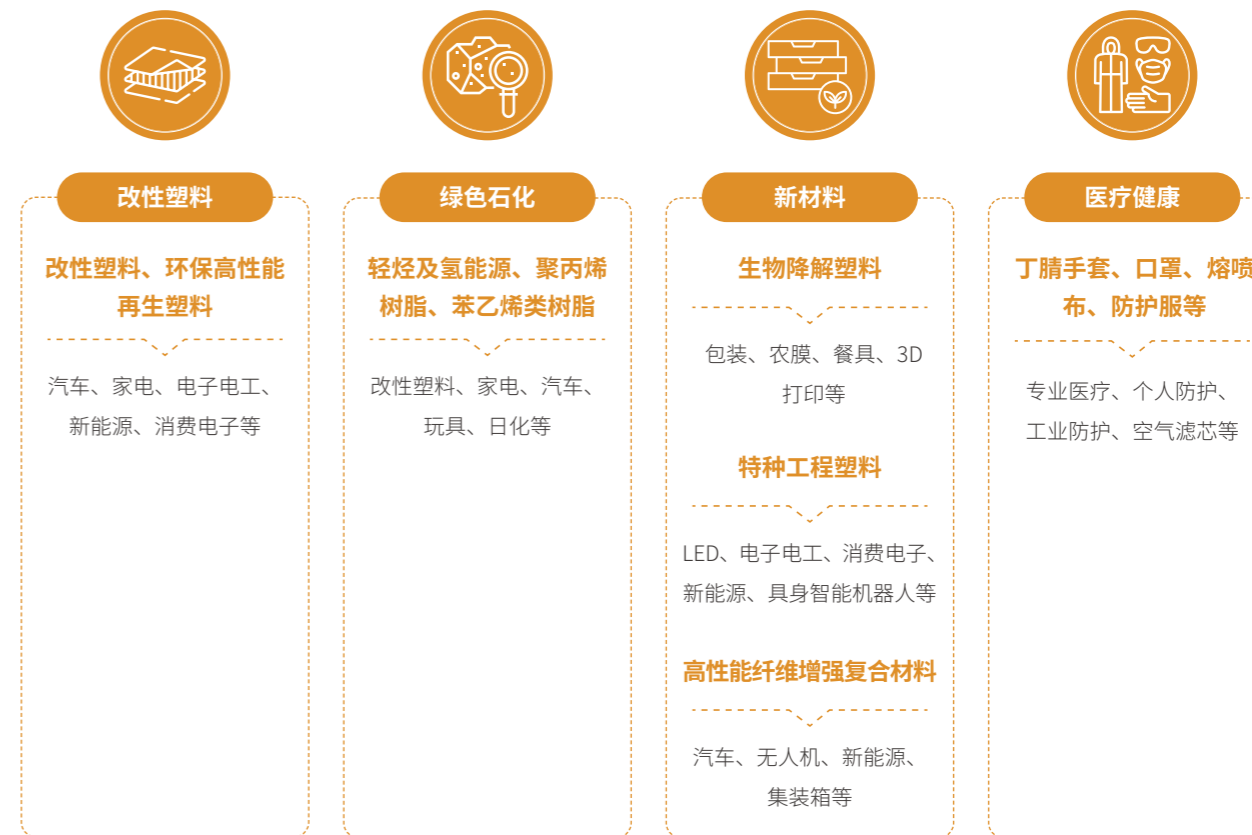 改性塑料
改性塑料、环保高性能
再生塑料
汽车、家电、电子电工、
新能源、消费电子等
绿色石化
轻烃及氢能源、聚丙烯
树脂、苯乙烯类树脂
改性塑料、家电、汽车、
玩具、日化等
新材料
生物降解塑料
包装、农膜、餐具、3D
打印等
特种工程塑料
LED、电子电工、消费电子、
新能源、具身智能机器人等
高性能纤维增强复合材料
汽车、无人机、新能源、
集装箱等
医疗健康
丁腈手套、口罩、熔喷
布、防护服等
专业医疗、个人防护、
工业防护、空气滤芯等